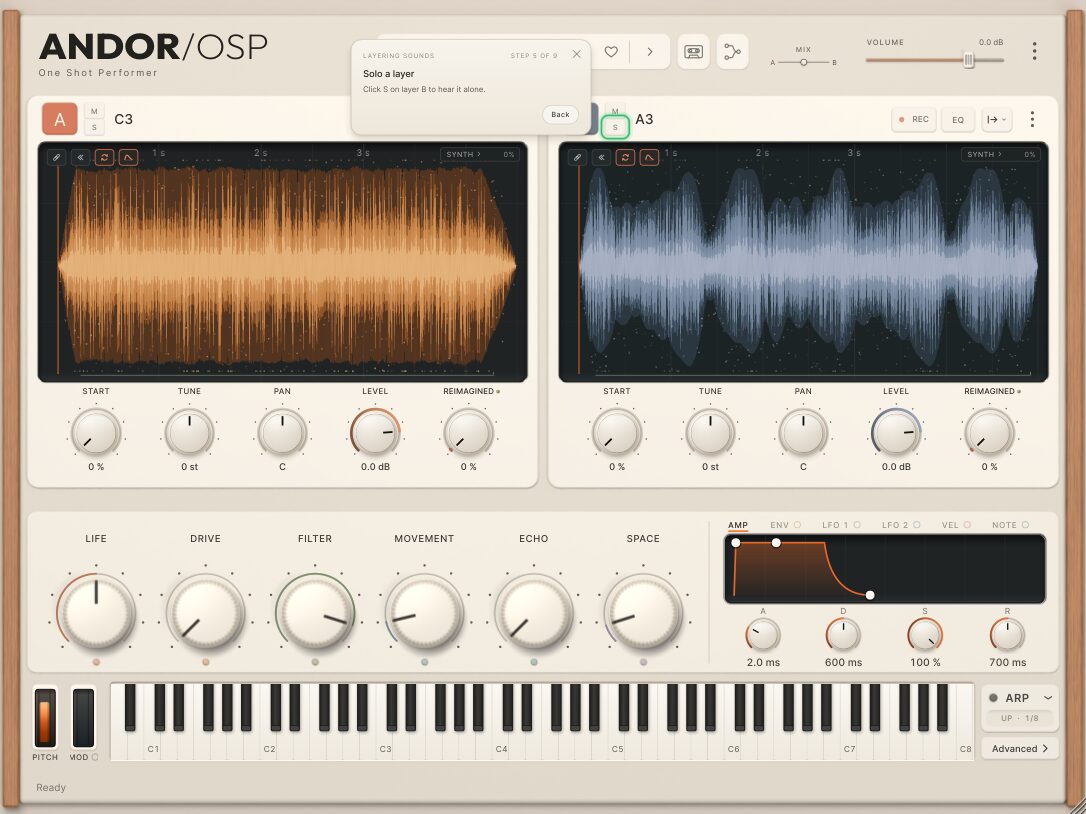 ANDOR/OSP
One Shot Performer
LAYERING SOUNDS
STEP 5 OF 9
Solo a layer
Click S on layer B to hear it alone.
Back
MIX
A
B
VOLUME
0.0 dB
A
M
S
C3
M
S
A3
REC
EQ
1 s
2 s
3 s
SYNTH
0%
1 s
2 s
3 s
SYNTH
0%
START
TUNE
PAN
LEVEL
REIMAGINED
0 %
0 st
C
0.0 dB
0 %
START
TUNE
PAN
LEVEL
REIMAGINED
0 %
0 st
C
0.0 dB
0 %
LIFE
DRIVE
FILTER
MOVEMENT
ECHO
SPACE
AMP
ENV
LFO 1
LFO 2
VEL
NOTE
A
D
S
R
2.0 ms
600 ms
100 %
700 ms
PITCH
MOD
C1
C2
C3
C4
C5
C6
C7
C8
ARP
UP · 1/8
Advanced
Ready